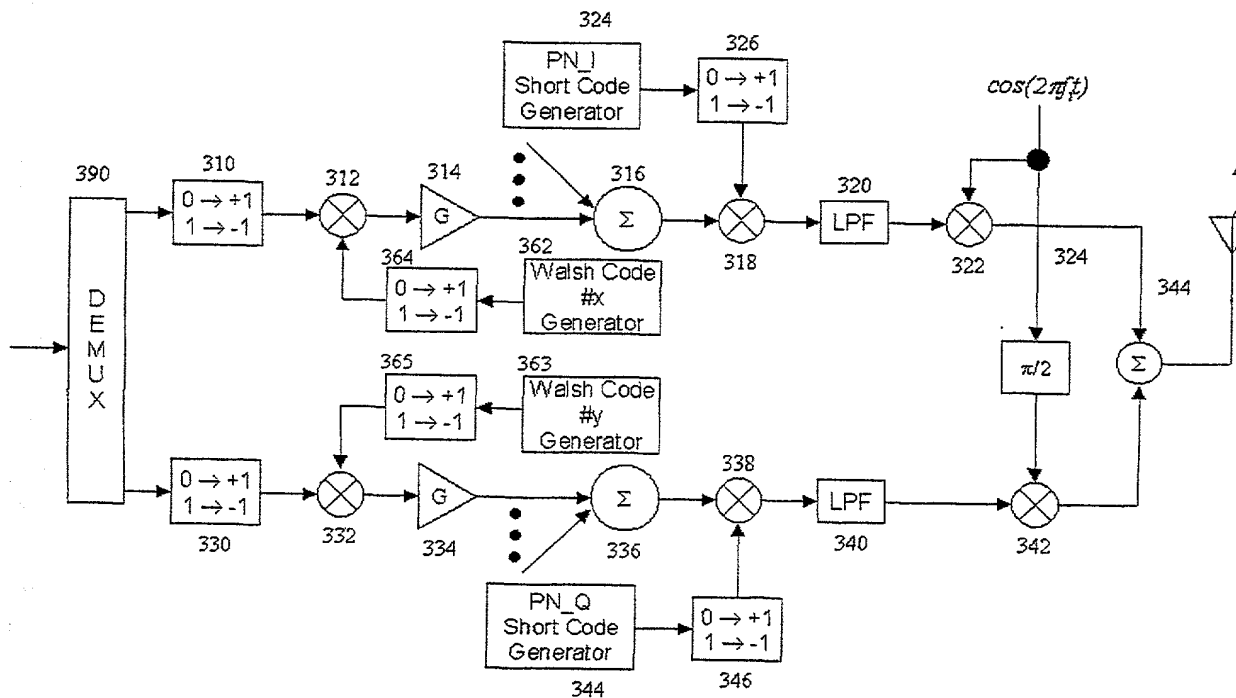 324
PN_I
Short Code
Generator
326
0 → +1
1 → -1
cos(2πfₜt)
390
DEMUX
310
0 → +1
1 → -1
312
314
G
316
Σ
318
320
LPF
322
324
344
364
0 → +1
1 → -1
362
Walsh Code
#x
Generator
365
0 → +1
1 → -1
363
Walsh Code
#y
Generator
π/2
Σ
0 → +1
1 → -1
330
332
G
334
Σ
336
338
LPF
340
342
PN_Q
Short Code
Generator
344
0 → +1
1 → -1
346